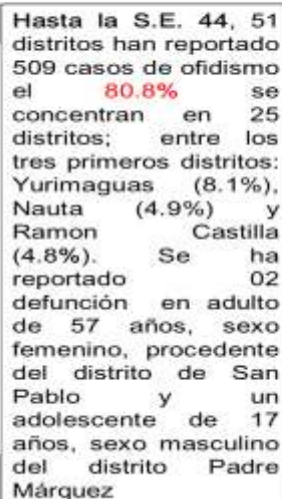 Hasta la S.E. 44, 51
distritos han reportado
509 casos de ofidismo
el 80.8% se
concentran en 25
distritos; entre los
tres primeros distritos:
Yurimaguas (8.1%),
Nauta (4.9%) y
Ramon Castilla
(4.8%). Se ha
reportado 02
defunción en adulto
de 57 años, sexo
femenino, procedente
del distrito de San
Pablo y un
adolescente de 17
años, sexo masculino
del distrito Padre
Márquez